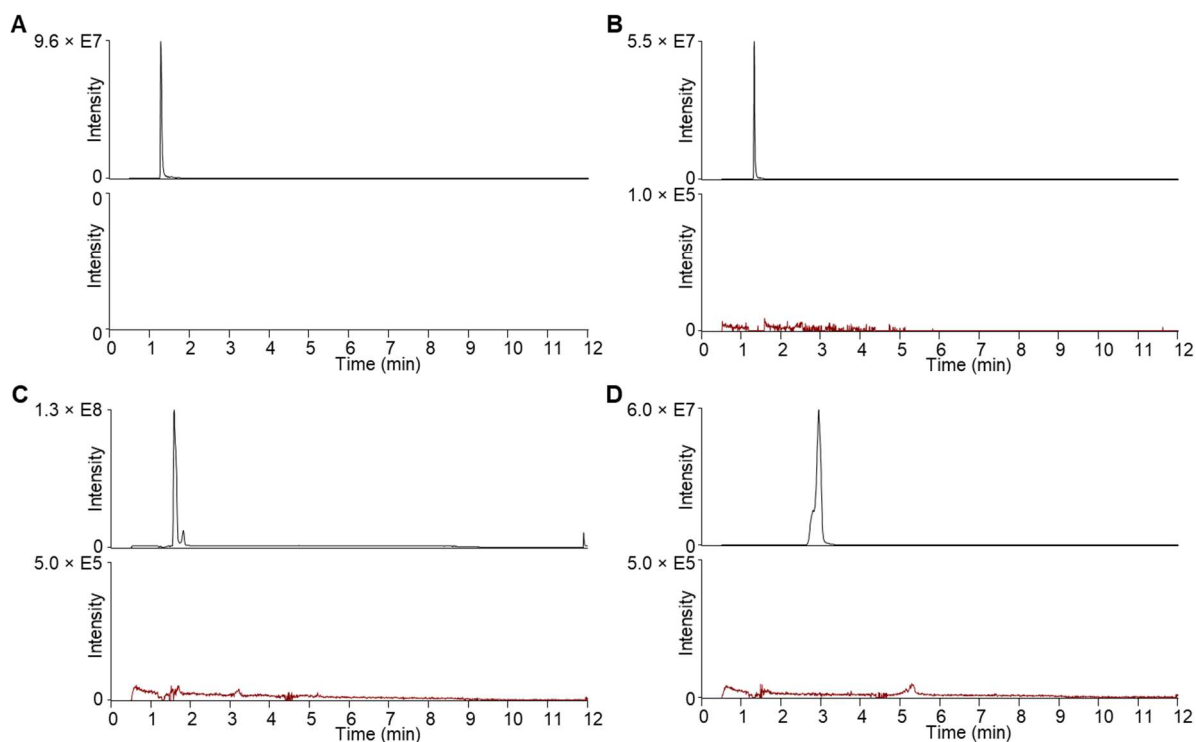 A
9.6 × E7
Intensity
0
0
Intensity
0
0 1 2 3 4 5 6 7 8 9 10 11 12
Time (min)
B
5.5 × E7
Intensity
0
1.0 × E5
Intensity
0
0 1 2 3 4 5 6 7 8 9 10 11 12
Time (min)
C
1.3 × E8
Intensity
0
5.0 × E5
Intensity
0
0 1 2 3 4 5 6 7 8 9 10 11 12
Time (min)
D
6.0 × E7
Intensity
0
5.0 × E5
Intensity
0
0 1 2 3 4 5 6 7 8 9 10 11 12
Time (min)